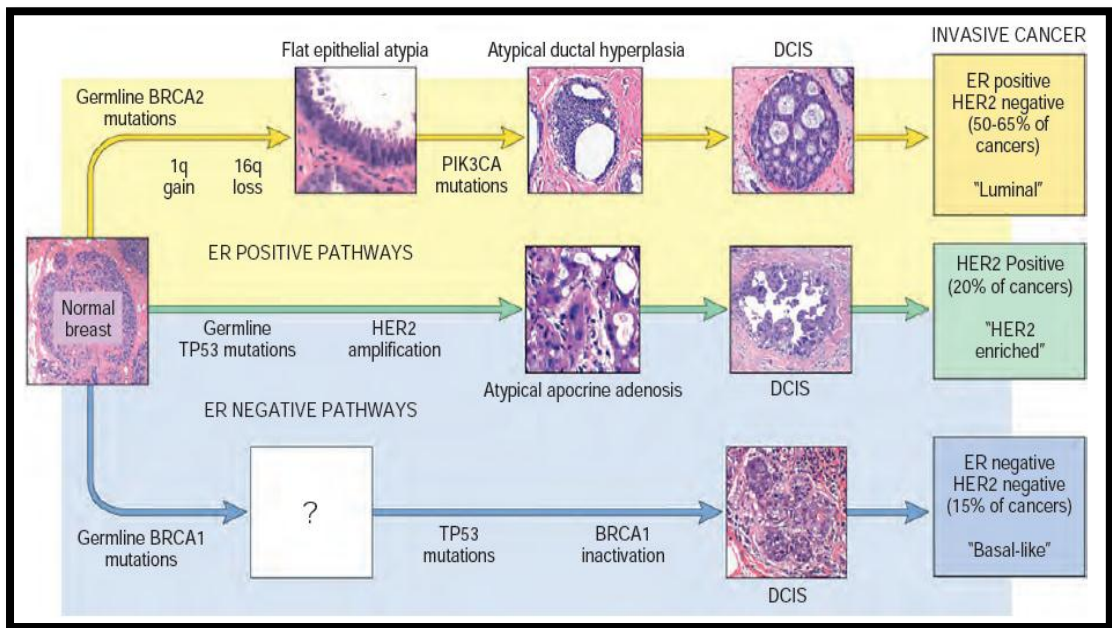 INVASIVE CANCER
Flat epithelial atypia
Atypical ductal hyperplasia
DCIS
Germline BRCA2
mutations
1q
gain
16q
loss
PIK3CA
mutations
ER positive
HER2 negative
(50-65% of
cancers)
"Luminal"
ER POSITIVE PATHWAYS
Normal
breast
Germline
TP53 mutations
HER2
amplification
Atypical apocrine adenosis
DCIS
HER2 Positive
(20% of cancers)
"HER2
enriched"
ER NEGATIVE PATHWAYS
Germline BRCA1
mutations
?
TP53
mutations
BRCA1
inactivation
DCIS
ER negative
HER2 negative
(15% of cancers)
"Basal-like"